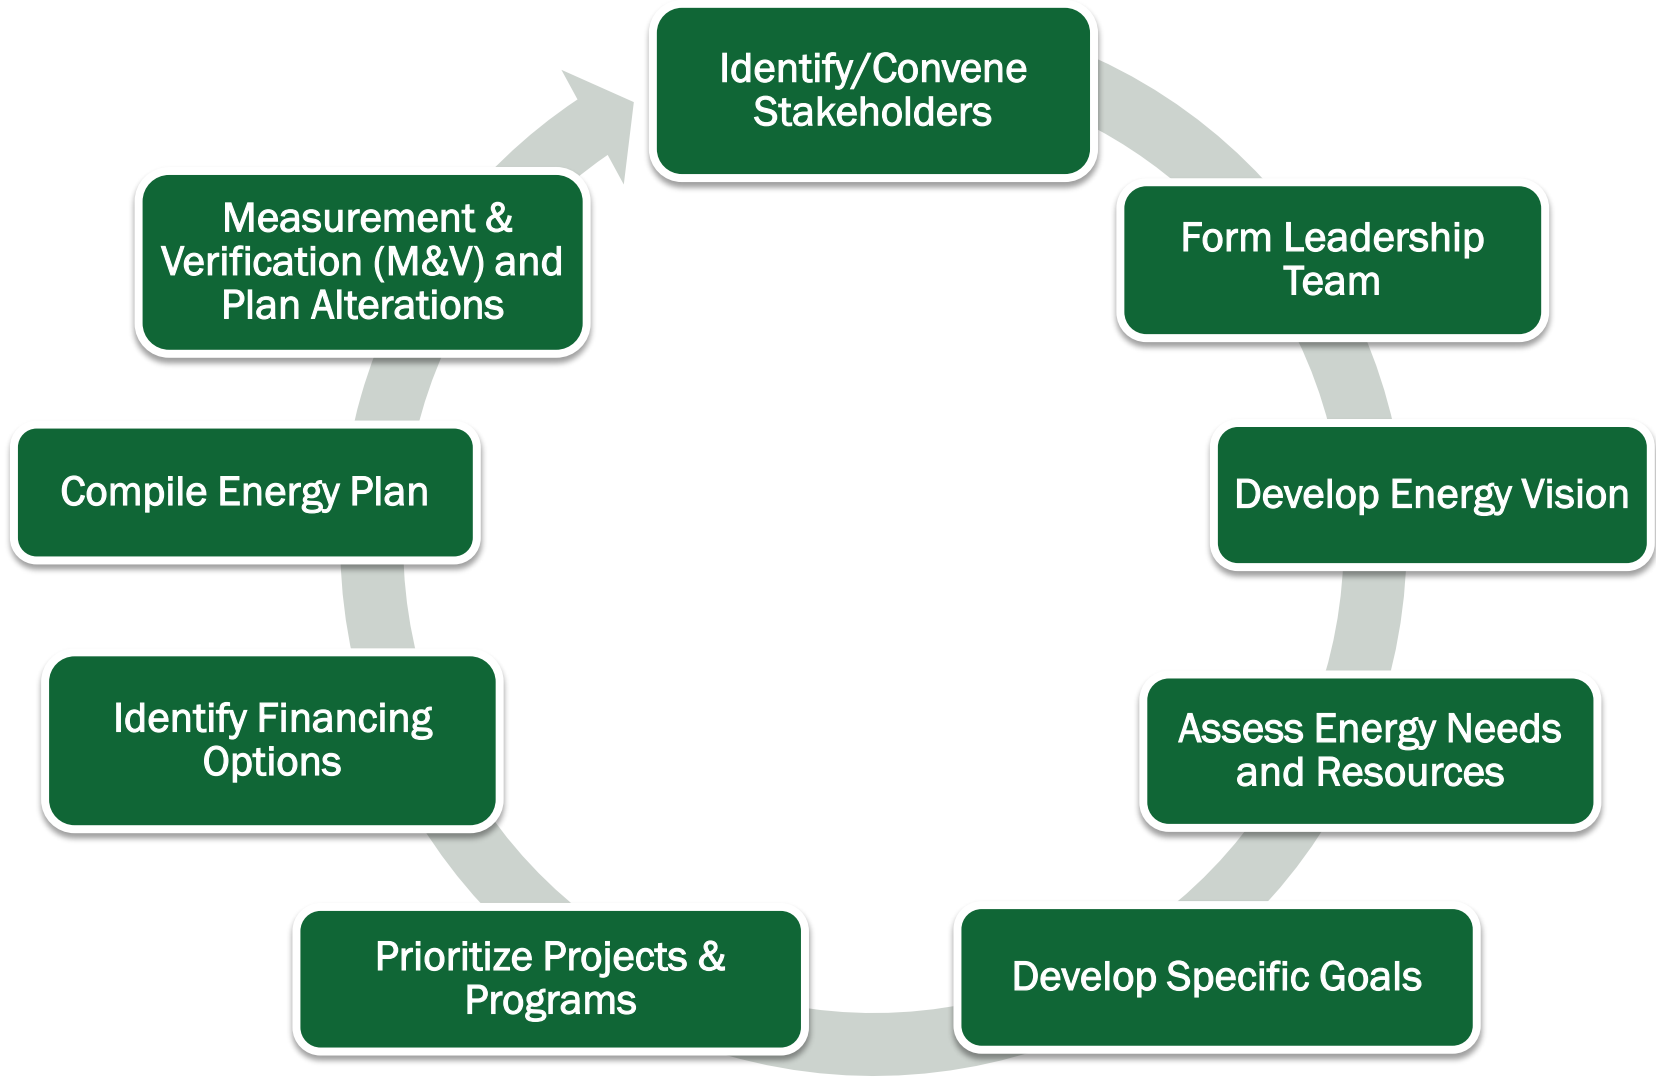 Identify/Convene
Stakeholders
Form Leadership
Team
Develop Energy Vision
Assess Energy Needs
and Resources
Develop Specific Goals
Prioritize Projects &
Programs
Identify Financing
Options
Compile Energy Plan
Measurement &
Verification (M&V) and
Plan Alterations